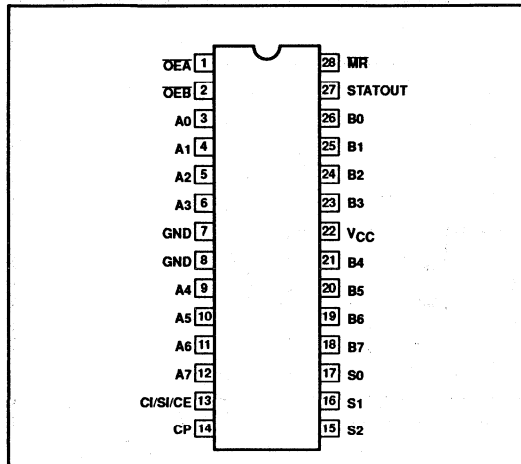 OEA 1 28 MR
OEB 2 27 STATOUT
A0 3 26 B0
A1 4 25 B1
A2 5 24 B2
A3 6 23 B3
GND 7 22 VCC
GND 8 21 B4
A4 9 20 B5
A5 10 19 B6
A6 11 18 B7
A7 12 17 S0
CI/SI/CE 13 16 S1
CP 14 15 S2